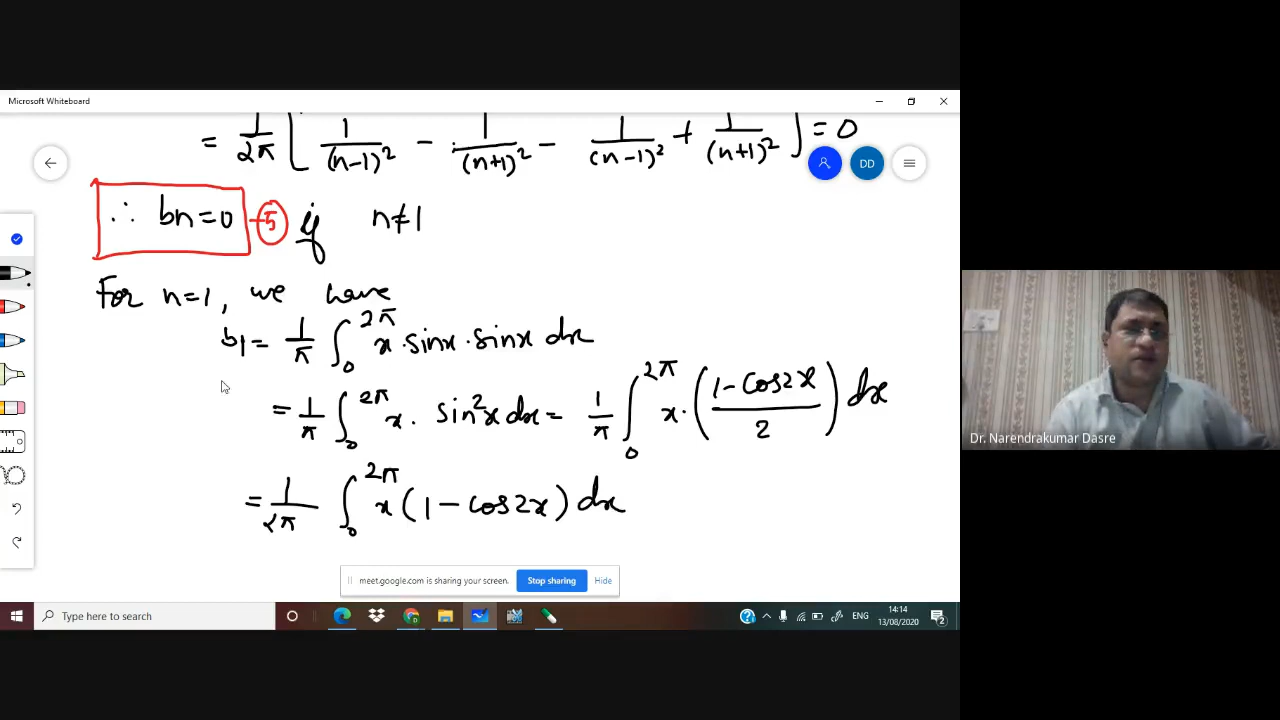 Microsoft Whiteboard
= 1/2π [ 1/(n-1)² - 1/(n+1)² - 1/(n-1)² + 1/(n+1)² ] = 0
DD
∴ bn=0 -⑤ if n≠1
For n=1, we have
b1 = 1/π ∫₀^2π x·sinx·sinx dx
= 1/π ∫₀^2π x. sin²x dx = 1/π ∫₀^2π x·(1-cos2x/2) dx
Dr. Narendrakumar Dasre
= 1/2π ∫₀^2π x(1-cos2x) dx
meet.google.com is sharing your screen. Stop sharing Hide
Type here to search
ENG
14:14
13/08/2020
2